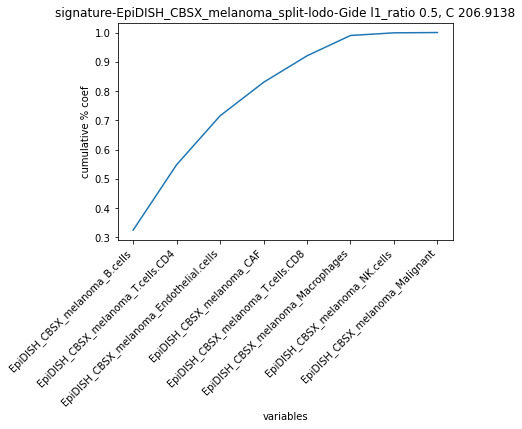 signature-EpiDISH_CBSX_melanoma_split-lodo-Gide l1_ratio 0.5, C 206.9138
cumulative % coef
1.0
0.9
0.8
0.7
0.6
0.5
0.4
0.3
EpiDISH_CBSX_melanoma_B.cells
EpiDISH_CBSX_melanoma_T.cells.CD4
EpiDISH_CBSX_melanoma_Endothelial.cells
EpiDISH_CBSX_melanoma_CAF
EpiDISH_CBSX_melanoma_T.cells.CD8
EpiDISH_CBSX_melanoma_Macrophages
EpiDISH_CBSX_melanoma_NK.cells
EpiDISH_CBSX_melanoma_Malignant
variables